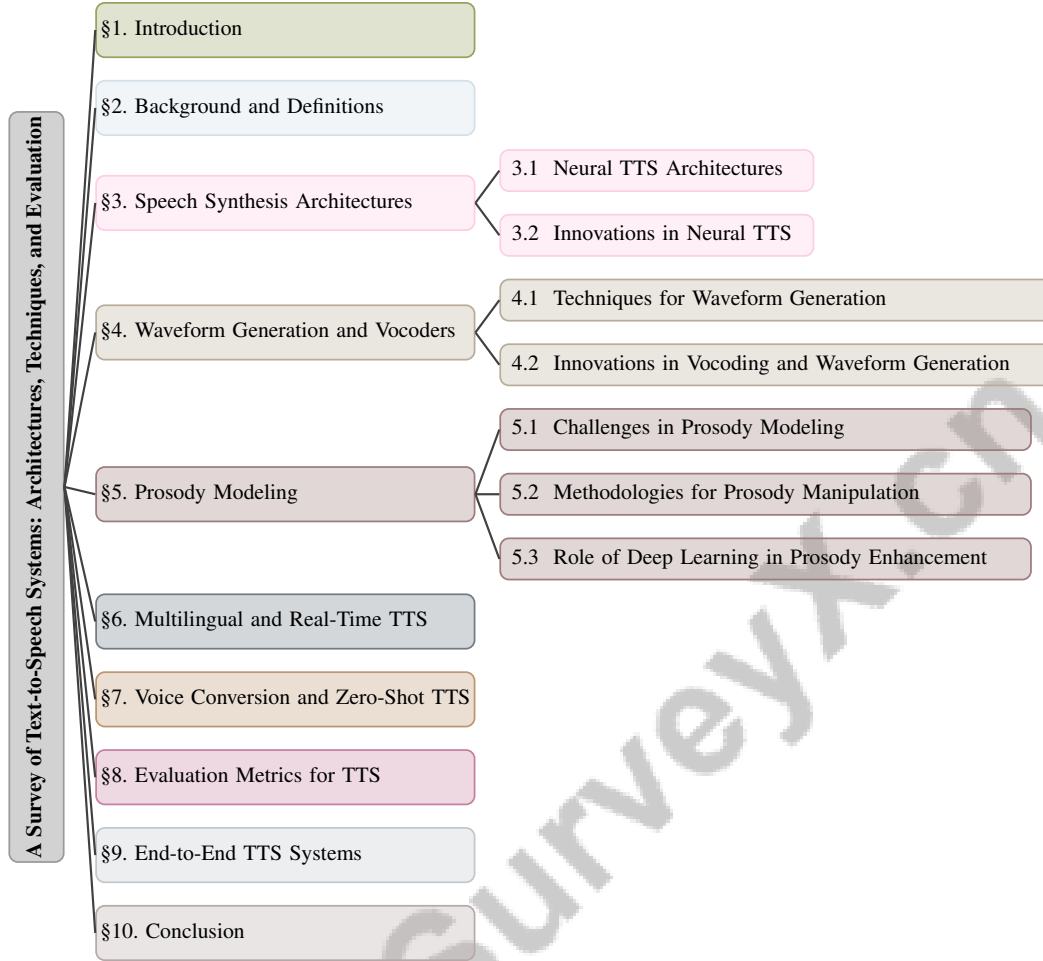 A Survey of Text-to-Speech Systems: Architectures, Techniques, and Evaluation
§1. Introduction
§2. Background and Definitions
§3. Speech Synthesis Architectures
3.1 Neural TTS Architectures
3.2 Innovations in Neural TTS
§4. Waveform Generation and Vocoders
4.1 Techniques for Waveform Generation
4.2 Innovations in Vocoding and Waveform Generation
§5. Prosody Modeling
5.1 Challenges in Prosody Modeling
5.2 Methodologies for Prosody Manipulation
5.3 Role of Deep Learning in Prosody Enhancement
§6. Multilingual and Real-Time TTS
§7. Voice Conversion and Zero-Shot TTS
§8. Evaluation Metrics for TTS
§9. End-to-End TTS Systems
§10. Conclusion
SurveyX.cn